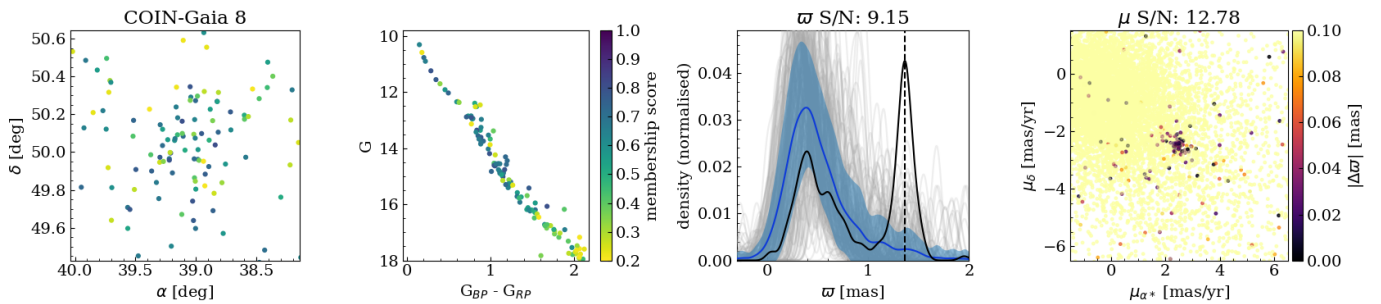 COIN-Gaia 8
50.6
50.4
50.2
50.0
49.8
49.6
δ [deg]
40.0 39.5 39.0 38.5
α [deg]
10
12
14
16
18
G
0 1 2
G_BP - G_RP
1.0
0.9
0.8
0.7
0.6
0.5
0.4
0.3
0.2
membership score
ϖ S/N: 9.15
0.04
0.03
0.02
0.01
0.00
density (normalised)
0 1 2
ϖ [mas]
μ S/N: 12.78
0
−2
−4
−6
μ_δ [mas/yr]
0 2 4 6
μ_α* [mas/yr]
0.10
0.08
0.06
0.04
0.02
0.00
|Δϖ| [mas]